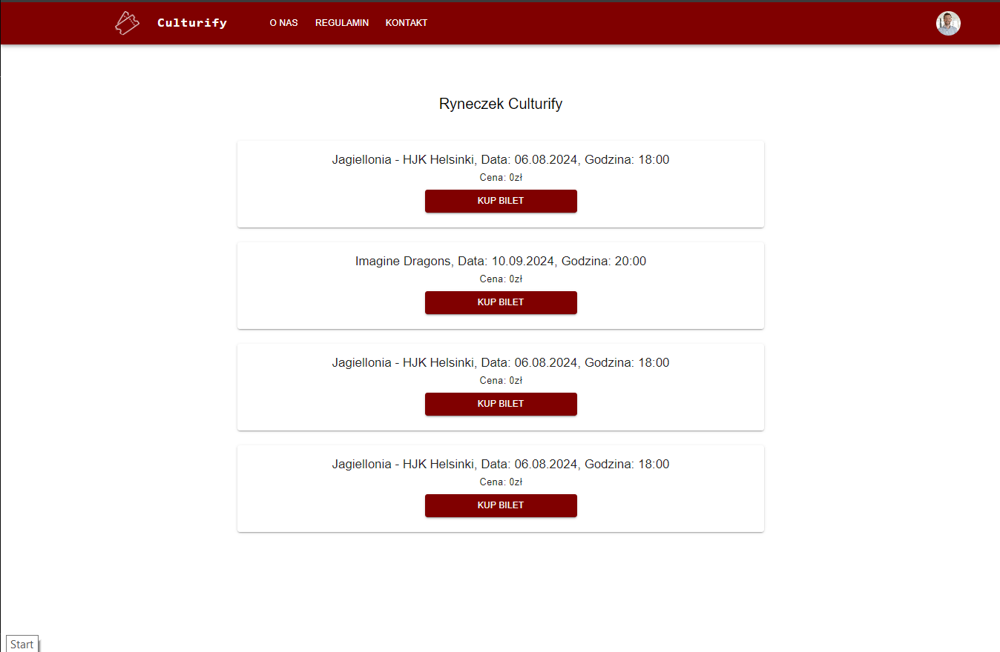 Culturify O NAS REGULAMIN KONTAKT
Ryneczek Culturify
Jagiellonia - HJK Helsinki, Data: 06.08.2024, Godzina: 18:00
Cena: 0zł
KUP BILET
Imagine Dragons, Data: 10.09.2024, Godzina: 20:00
Cena: 0zł
KUP BILET
Jagiellonia - HJK Helsinki, Data: 06.08.2024, Godzina: 18:00
Cena: 0zł
KUP BILET
Jagiellonia - HJK Helsinki, Data: 06.08.2024, Godzina: 18:00
Cena: 0zł
KUP BILET
Start